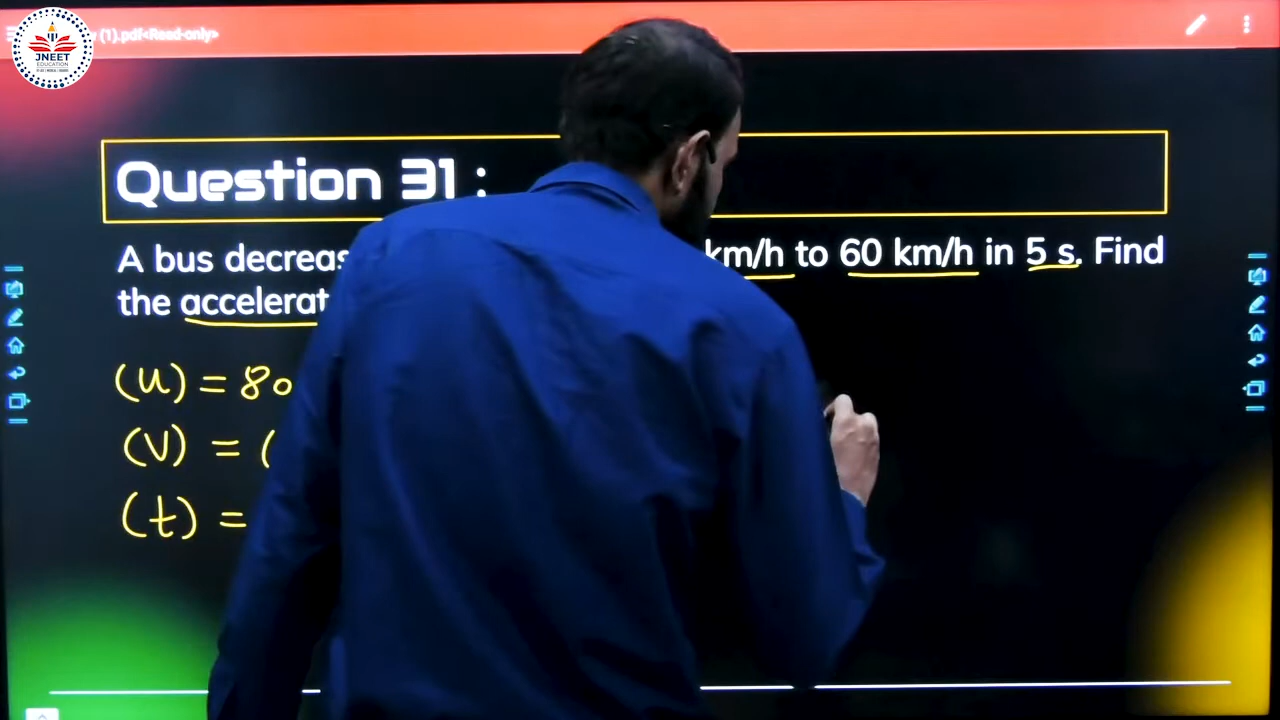 (1).pdf<Read-only>
JNEET
EDUCATION
Question 31 :
A bus decreas km/h to 60 km/h in 5 s. Find
the accelerat
(u) = 80
(v) = (
(t) =